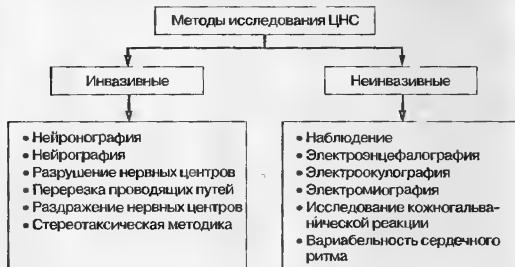 Методы исследования ЦНС
Инвазивные
• Нейронография
• Нейрография
• Разрушение нервных центров
• Перерезка проводящих путей
• Раздражение нервных центров
• Стереотаксическая методика
Неинвазивные
• Наблюдение
• Электроэнцефалография
• Электроокулография
• Электромиография
• Исследование кожногальва-
нической реакции
• Вариабельность сердечного
ритма